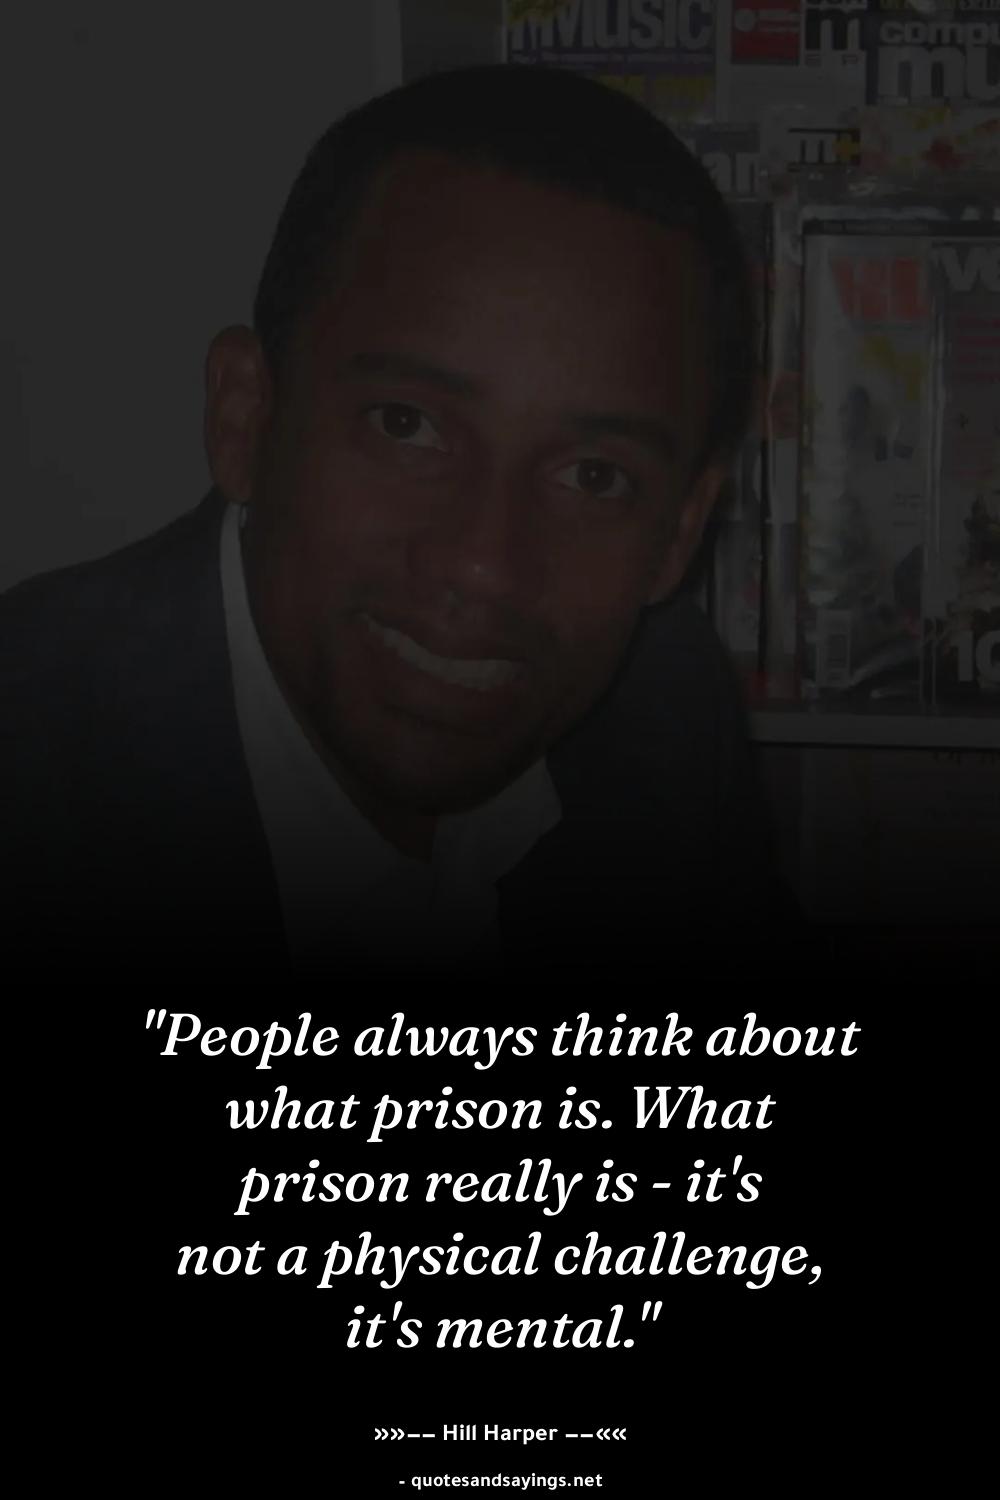 Music
"People always think about
what prison is. What
prison really is - it's
not a physical challenge,
it's mental."
»»−− Hill Harper −−««
- quotesandsayings.net